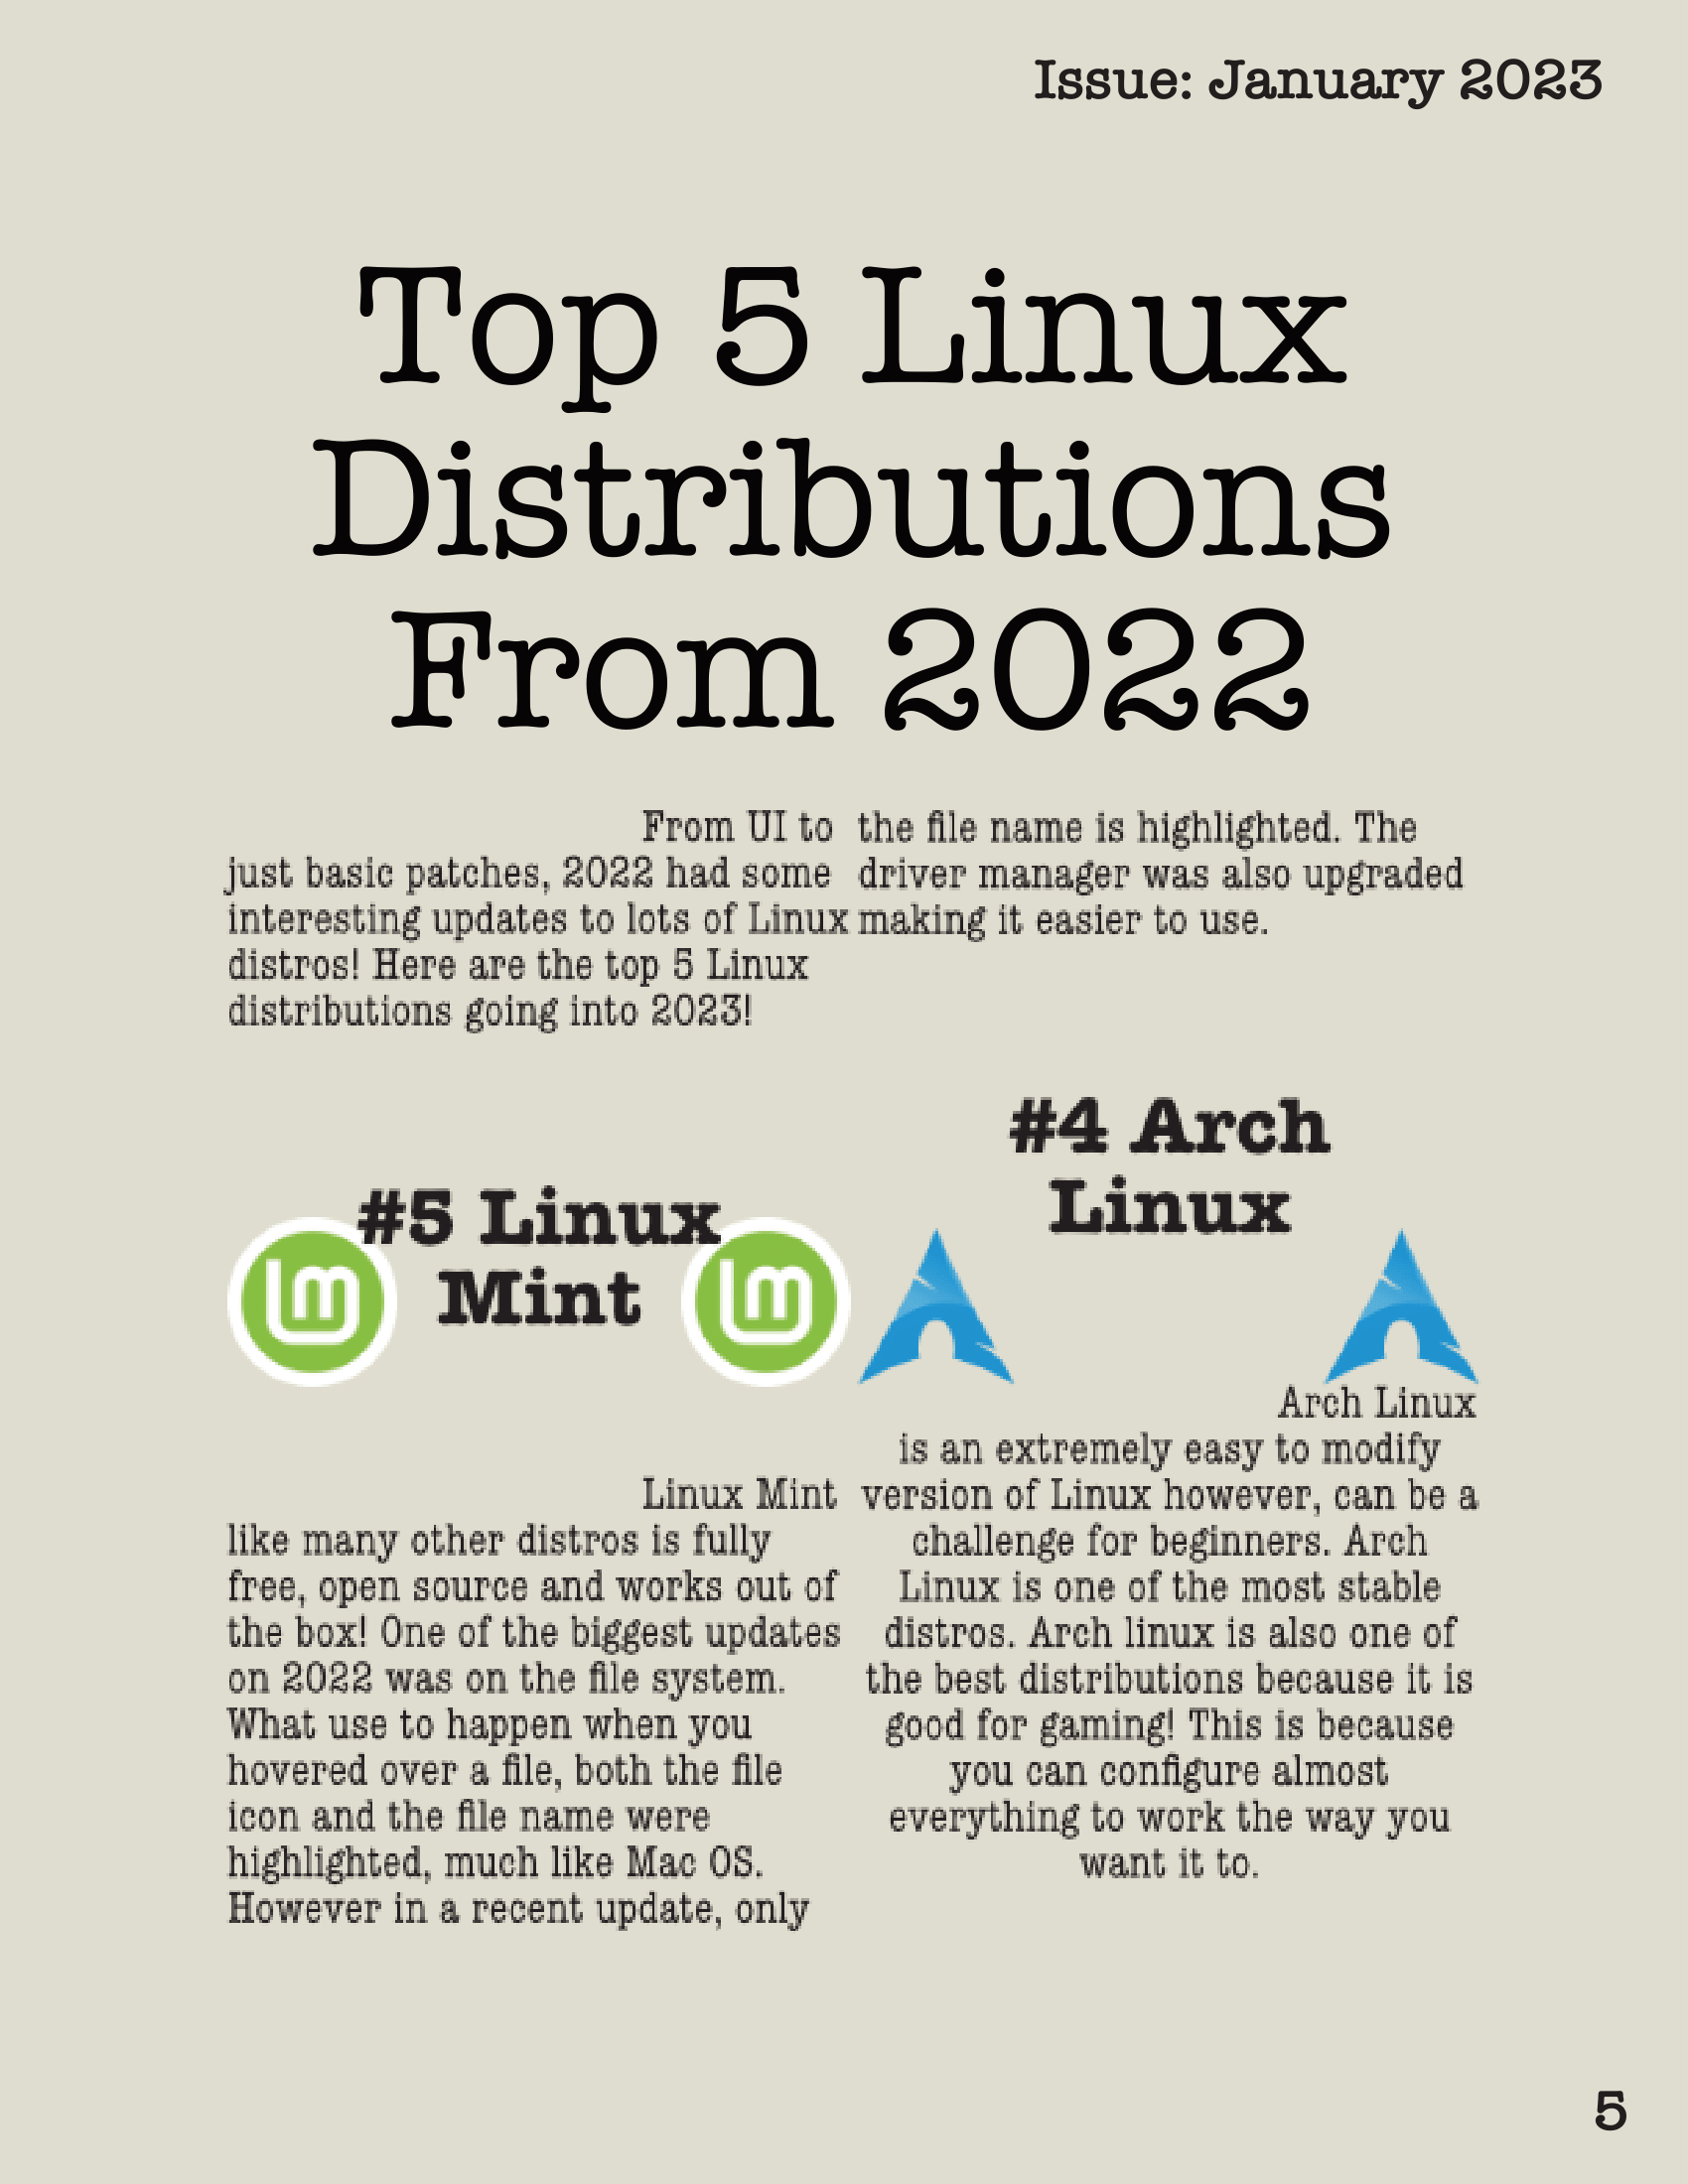 Issue: January 2023
Top 5 Linux
Distributions
From 2022
From UI to
just basic patches, 2022 had some
interesting updates to lots of Linux
distros! Here are the top 5 Linux
distributions going into 2023!
#5 Linux
Mint
lm
lm
Linux Mint
like many other distros is fully
free, open source and works out of
the box! One of the biggest updates
on 2022 was on the file system.
What use to happen when you
hovered over a file, both the file
icon and the file name were
highlighted, much like Mac OS.
However in a recent update, only
the file name is highlighted. The
driver manager was also upgraded
making it easier to use.
#4 Arch
Linux
Arch Linux
is an extremely easy to modify
version of Linux however, can be a
challenge for beginners. Arch
Linux is one of the most stable
distros. Arch linux is also one of
the best distributions because it is
good for gaming! This is because
you can configure almost
everything to work the way you
want it to.
5